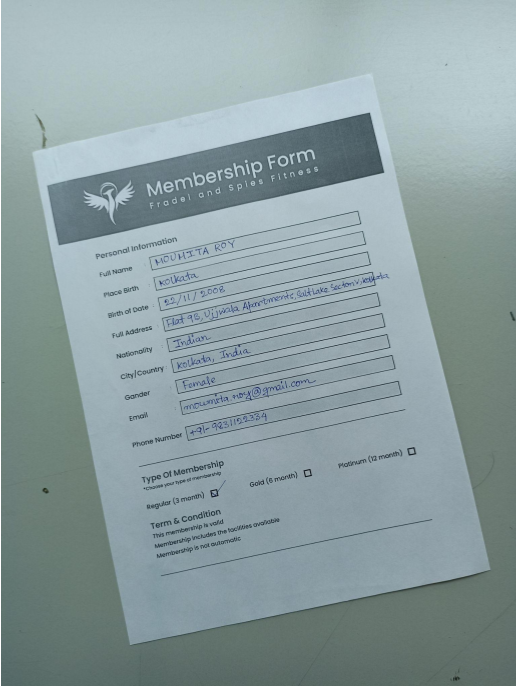 Membership Form
Fradel and Spies Fitness
Personal Information
Full Name MOUMITA ROY
Place Birth Kolkata
Birth of Date 22/11/2008
Full Address Flat 9B, Ujjwala Apartments, Salt Lake Sector V, Kolkata
Nationality Indian
City/Country Kolkata, India
Gander Female
Email moumita.roy@gmail.com
Phone Number +91-9831122334
Type Of Membership
*Choose your type of membership
Regular (3 month) Gold (6 month) Platinum (12 month)
Term & Condition
This membership is valid
Membership includes the facilities available
Membership is not automatic